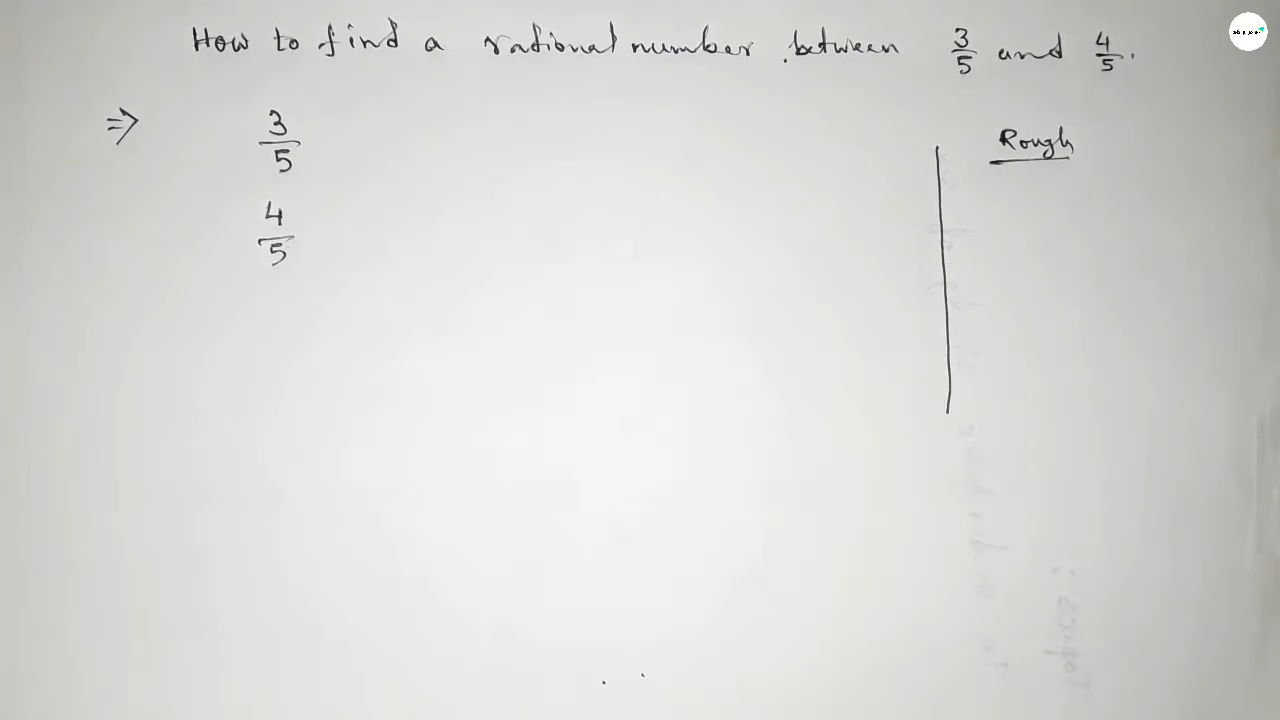 How to find a rational number between 3/5 and 4/5.
⇒ 3/5
Rough
4/5